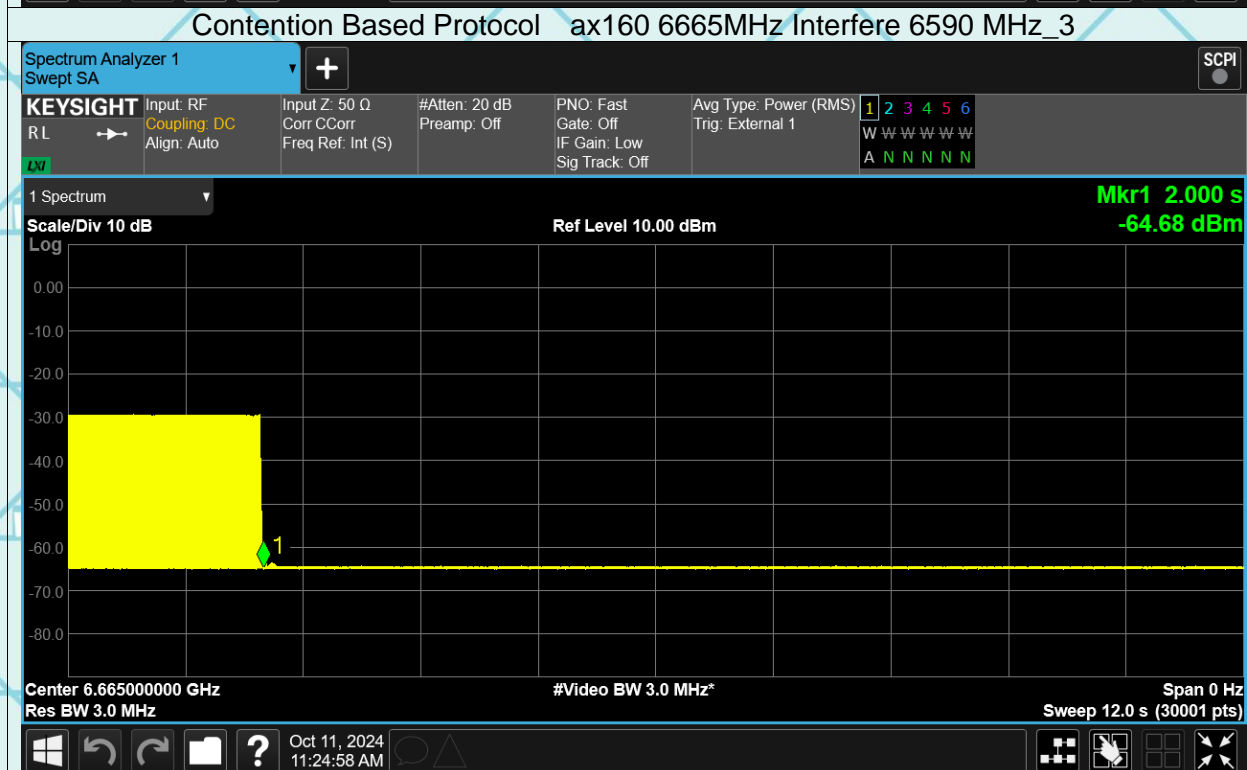 Contention Based Protocol ax160 6665MHz Interfere 6590 MHz_3
Spectrum Analyzer 1
Swept SA
+
SCPI
KEYSIGHT
RL
LXI
Input: RF
Coupling: DC
Align: Auto
Input Z: 50 Ω
Corr CCorr
Freq Ref: Int (S)
#Atten: 20 dB
Preamp: Off
PNO: Fast
Gate: Off
IF Gain: Low
Sig Track: Off
Avg Type: Power (RMS)
Trig: External 1
1 2 3 4 5 6
W W W W W W
A N N N N N
1 Spectrum
Mkr1 2.000 s
-64.68 dBm
Scale/Div 10 dB
Ref Level 10.00 dBm
Log
0.00
-10.0
-20.0
-30.0
-40.0
-50.0
-60.0
-70.0
-80.0
1
Center 6.665000000 GHz
#Video BW 3.0 MHz*
Span 0 Hz
Res BW 3.0 MHz
Sweep 12.0 s (30001 pts)
?
Oct 11, 2024
11:24:58 AM